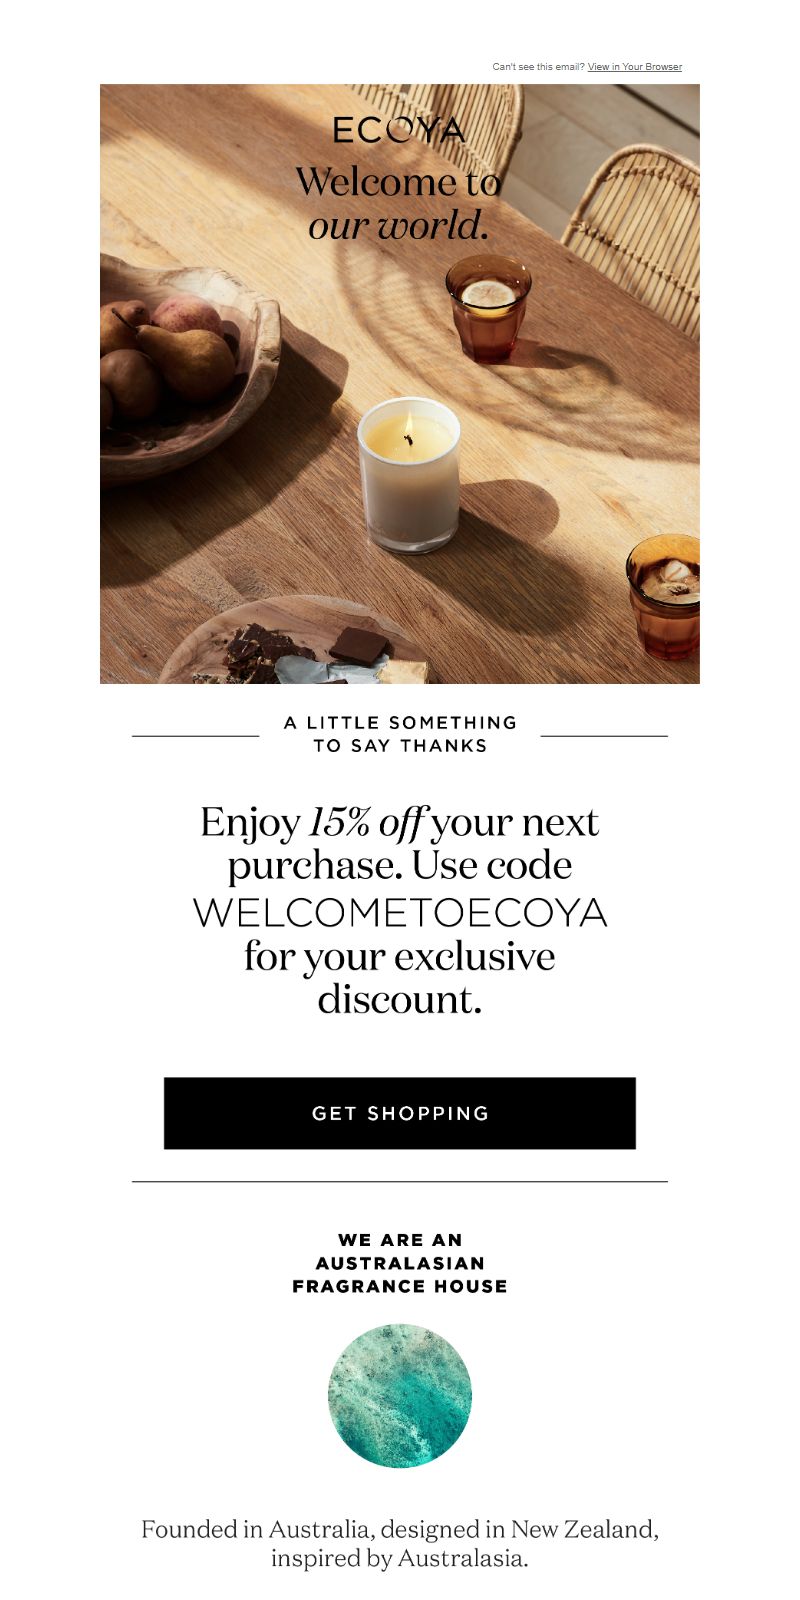 Can't see this email? View in Your Browser
ECOYA
Welcome to
our world.
A LITTLE SOMETHING
TO SAY THANKS
Enjoy 15% off your next
purchase. Use code
WELCOMETOECOYA
for your exclusive
discount.
GET SHOPPING
WE ARE AN
AUSTRALASIAN
FRAGRANCE HOUSE
Founded in Australia, designed in New Zealand,
inspired by Australasia.